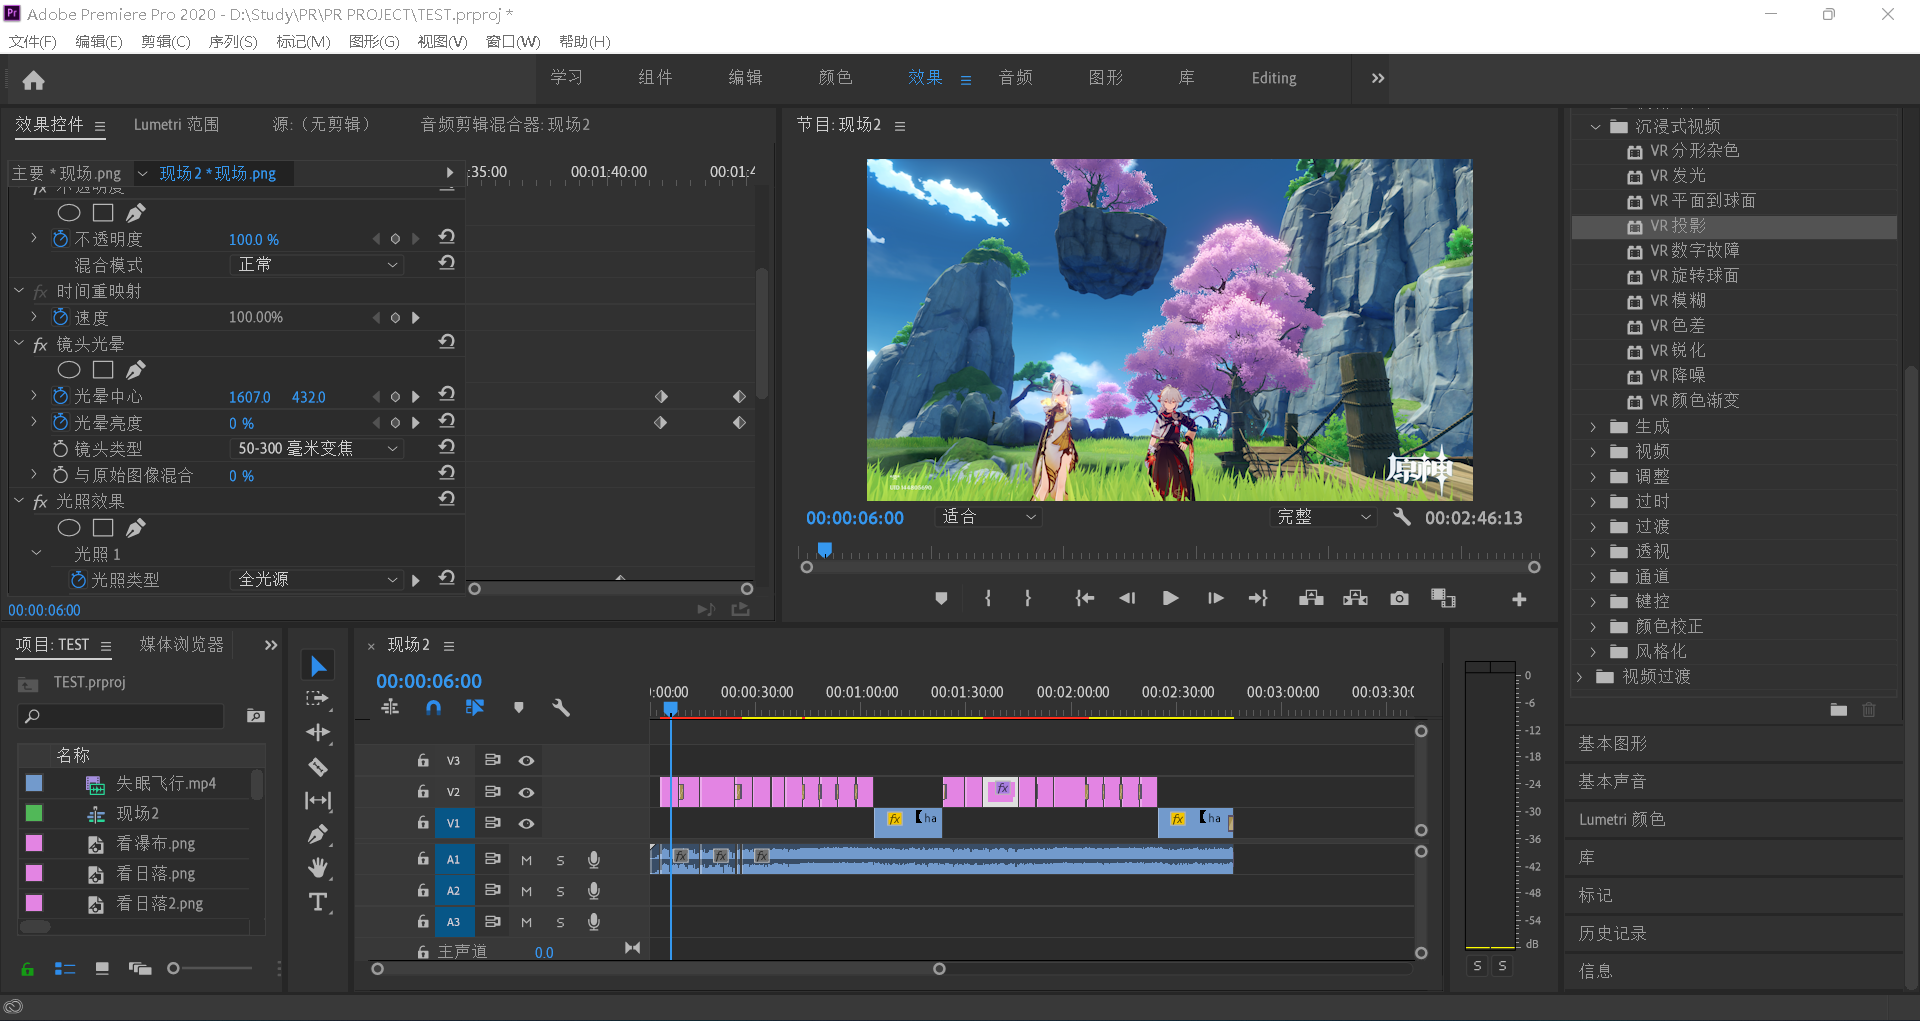 Adobe Premiere Pro 2020 - D:\Study\PR\PR PROJECT\TEST.prproj *
文件(F) 编辑(E) 剪辑(C) 序列(S) 标记(M) 图形(G) 视图(V) 窗口(W) 帮助(H)
学习 组件 编辑 颜色 效果 音频 图形 库 Editing
效果控件 Lumetri 范围 源:（无剪辑） 音频剪辑混合器: 现场2
主要 * 现场.png 现场2 * 现场.png
:35:00 00:01:40:00 00:01:4
fx 不透明度
不透明度 100.0 %
混合模式 正常
fx 时间重映射
速度 100.00%
fx 镜头光晕
光晕中心 1607.0 432.0
光晕亮度 0 %
镜头类型 50-300 毫米变焦
与原始图像混合 0 %
fx 光照效果
光照 1
光照类型 全光源
00:00:06:00
节目: 现场2
原神
00:00:06:00 适合 完整 00:02:46:13
沉浸式视频
VR 分形杂色
VR 发光
VR 平面到球面
VR 投影
VR 数字故障
VR 旋转球面
VR 模糊
VR 色差
VR 锐化
VR 降噪
VR 颜色渐变
生成
视频
调整
过时
过渡
透视
通道
键控
颜色校正
风格化
视频过渡
基本图形
基本声音
Lumetri 颜色
库
标记
历史记录
信息
项目: TEST 媒体浏览器
TEST.prproj
名称
失眠飞行.mp4
现场2
看瀑布.png
看日落.png
看日落2.png
× 现场2
00:00:06:00
:00:00 00:00:30:00 00:01:00:00 00:01:30:00 00:02:00:00 00:02:30:00 00:03:00:00 00:03:30:0
V3
V2 fx
V1 fx ha fx ha
A1 M S fx fx fx
A2 M S
A3 M S
主声道 0.0
0
-6
-12
-18
-24
-30
-36
-42
-48
-54
dB
S S